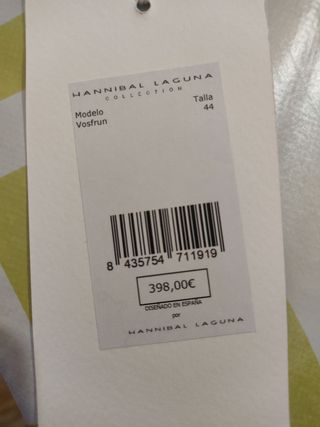 HANNIBAL LAGUNA
COLLECTION
Modelo Talla
Vosfrun 44
8 435754 711919
398,00€
DISEÑADO EN ESPAÑA
por
HANNIBAL LAGUNA